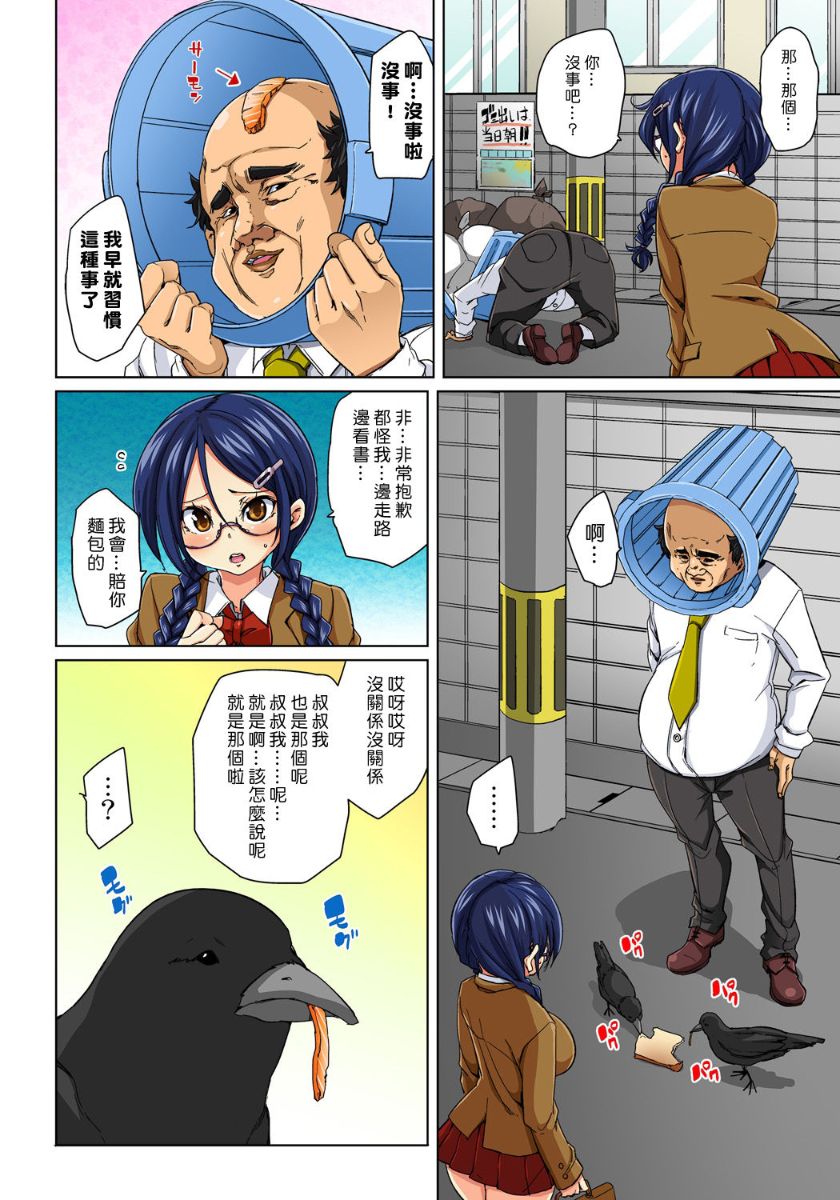 那…那個…
你…
沒事吧…？
ゴミ出しは
当日朝!!
啊…沒事啦
沒事！
サーモン
我早就習慣
這種事了
啊…
……
パク
パク
パク
パク
非…非常抱歉
都怪我…邊走路
邊看書…
我會…賠你
麵包的
哎呀哎呀
沒關係沒關係
叔叔我
也是那個呢
叔叔我……呢…
就是啊…該怎麼說呢
就是那個啦
…？
モグ
モグ